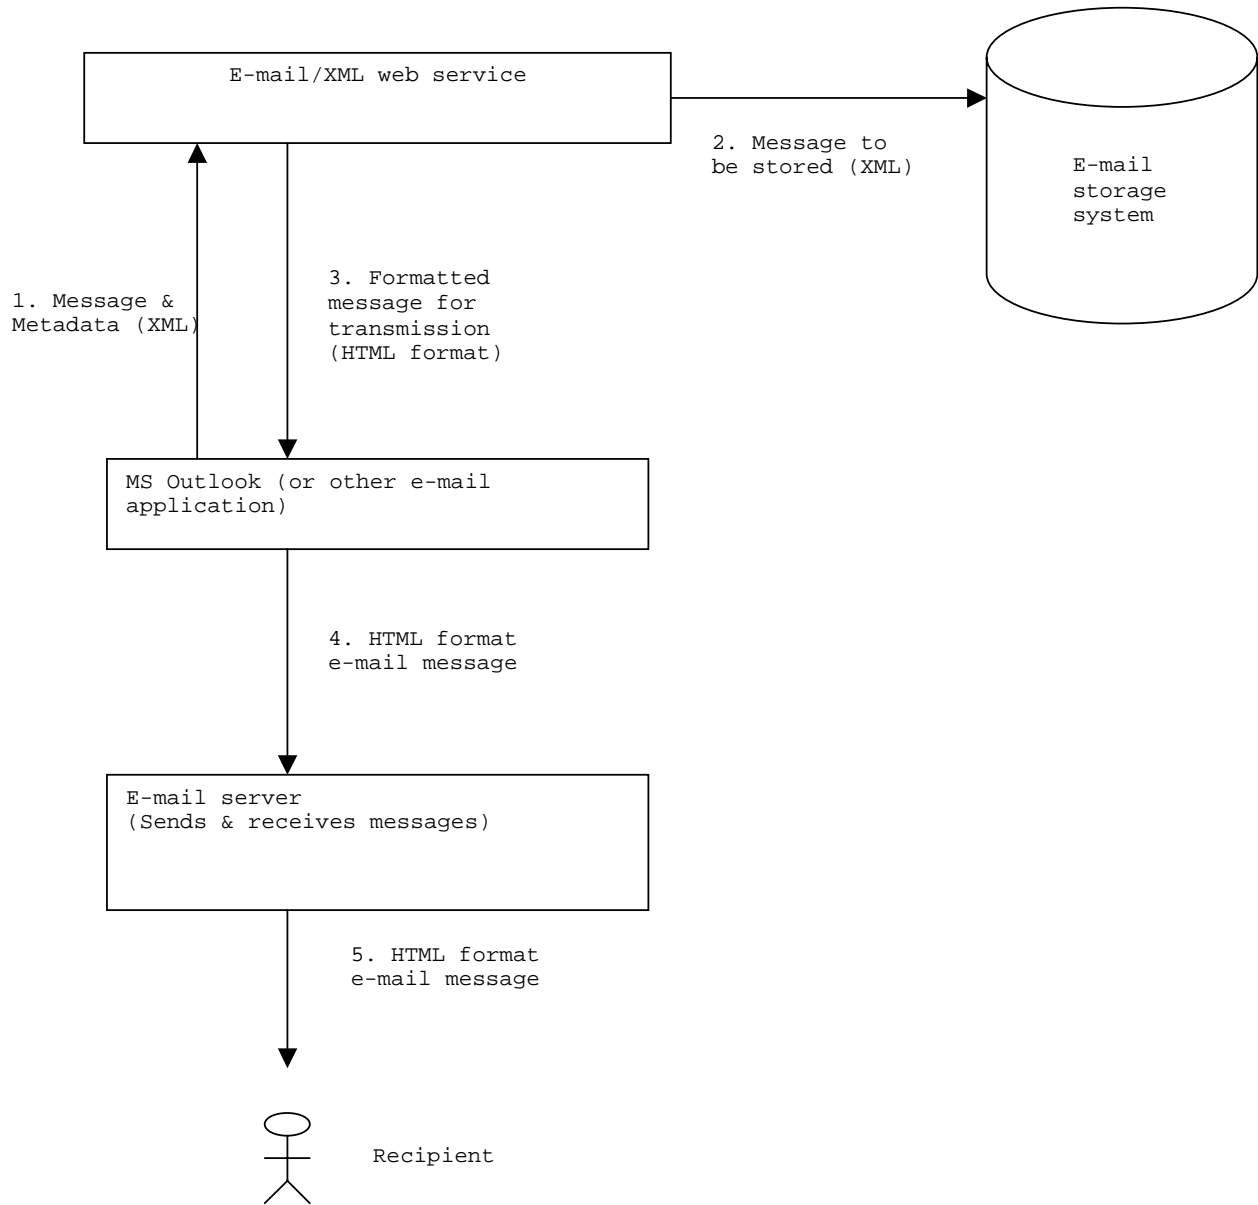 E-mail/XML web service
2. Message to
be stored (XML)
E-mail
storage
system
1. Message &
Metadata (XML)
3. Formatted
message for
transmission
(HTML format)
MS Outlook (or other e-mail
application)
4. HTML format
e-mail message
E-mail server
(Sends & receives messages)
5. HTML format
e-mail message
Recipient